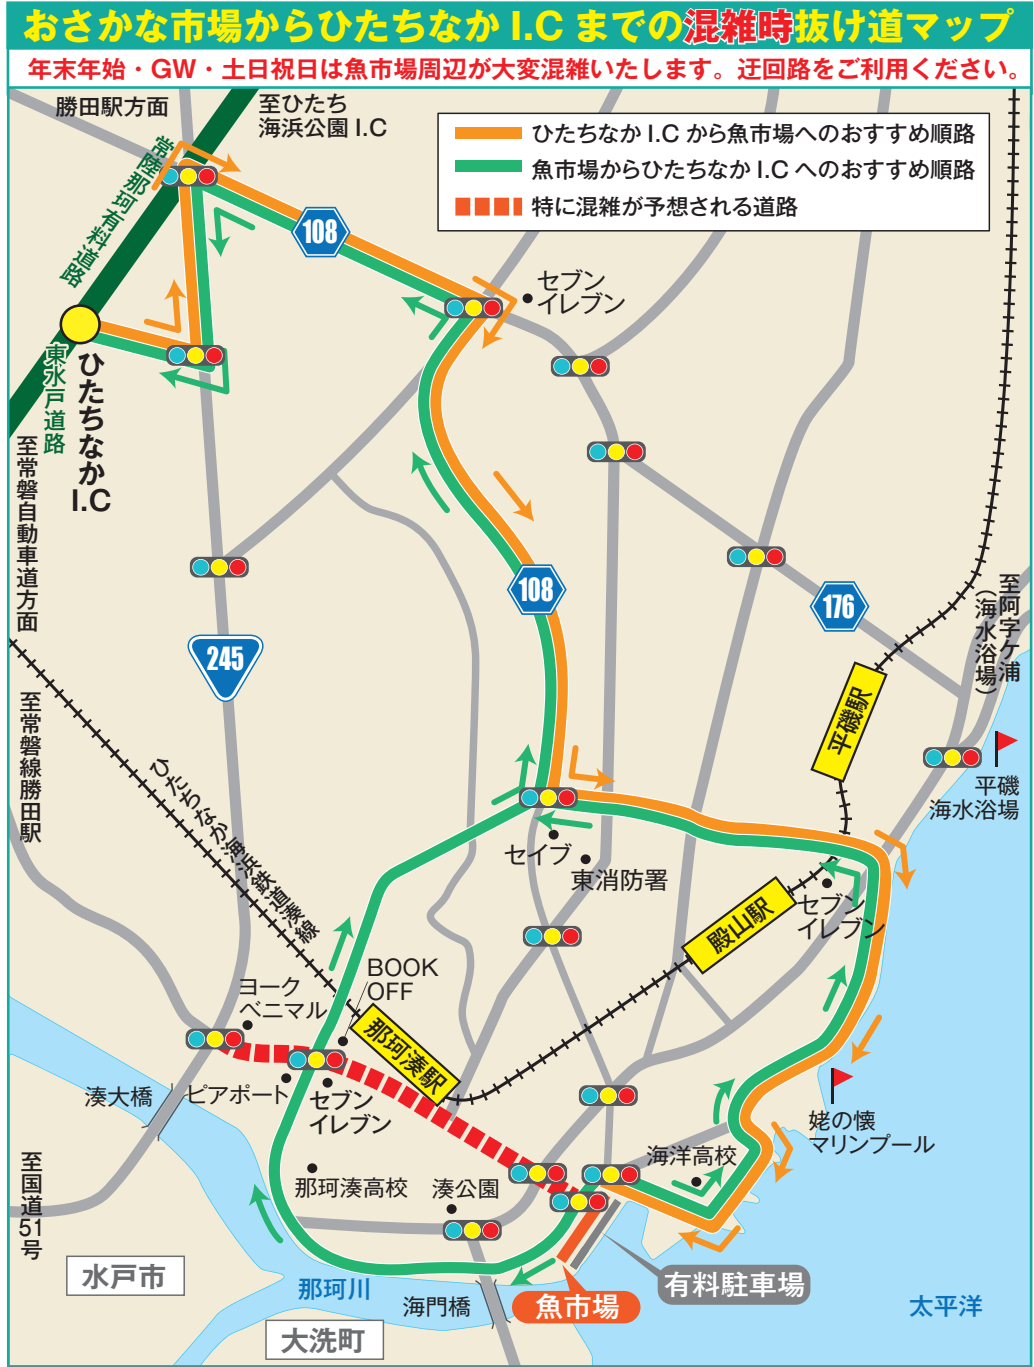 おさかな市場からひたちなか I.C までの混雑時抜け道マップ
年末年始・GW・土日祝日は魚市場周辺が大変混雑いたします。迂回路をご利用ください。
勝田駅方面
至ひたち
海浜公園 I.C
ひたちなか I.C から魚市場へのおすすめ順路
魚市場からひたちなか I.C へのおすすめ順路
特に混雑が予想される道路
常陸那珂有料道路
108
セブン
イレブン
東水戸道路
ひたちなか
I.C
至常磐自動車道方面
108
176
245
至阿字ケ浦
（海水浴場）
平磯駅
至常磐線勝田駅
ひたちなか海浜鉄道湊線
平磯
海水浴場
セイブ
東消防署
セブン
イレブン
殿山駅
BOOK
OFF
ヨーク
ベニマル
那珂湊駅
湊大橋
ピアポート
セブン
イレブン
姥の懐
マリンプール
海洋高校
至国道51号
那珂湊高校
湊公園
水戸市
那珂川
海門橋
魚市場
有料駐車場
太平洋
大洗町